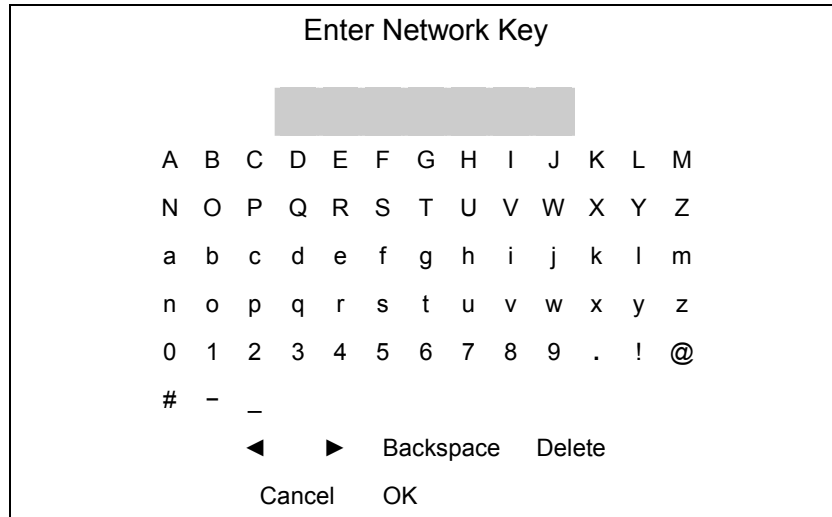 Enter Network Key
A B C D E F G H I J K L M
N O P Q R S T U V W X Y Z
a b c d e f g h i j k l m
n o p q r s t u v w x y z
0 1 2 3 4 5 6 7 8 9 . ! @
# − _
◄ ► Backspace Delete
Cancel OK